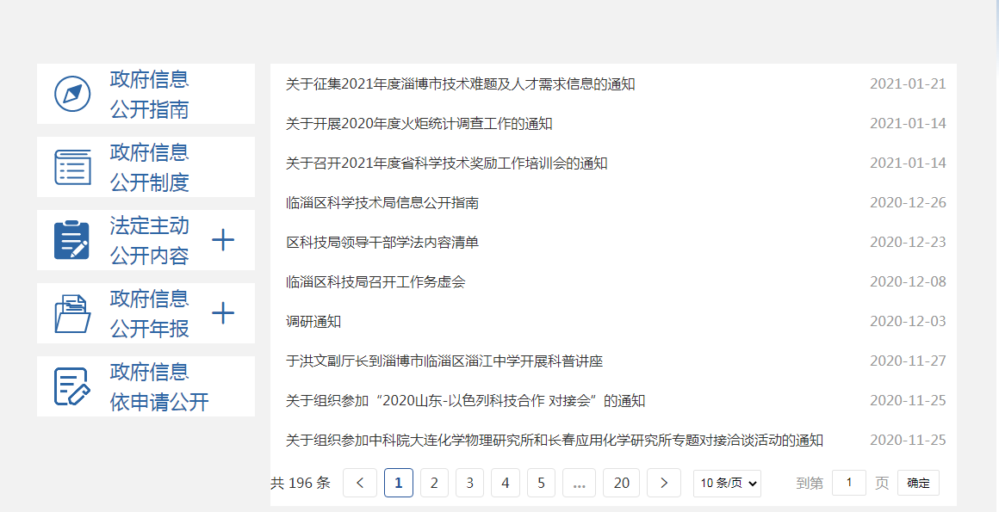 政府信息
公开指南
政府信息
公开制度
法定主动
公开内容
政府信息
公开年报
政府信息
依申请公开
关于征集2021年度淄博市技术难题及人才需求信息的通知 2021-01-21
关于开展2020年度火炬统计调查工作的通知 2021-01-14
关于召开2021年度省科学技术奖励工作培训会的通知 2021-01-14
临淄区科学技术局信息公开指南 2020-12-26
区科技局领导干部学法内容清单 2020-12-23
临淄区科技局召开工作务虚会 2020-12-08
调研通知 2020-12-03
于洪文副厅长到淄博市临淄区淄江中学开展科普讲座 2020-11-27
关于组织参加“2020山东-以色列科技合作 对接会”的通知 2020-11-25
关于组织参加中科院大连化学物理研究所和长春应用化学研究所专题对接洽谈活动的通知 2020-11-25
共 196 条 < 1 2 3 4 5 ... 20 > 10 条/页 到第 1 页 确定